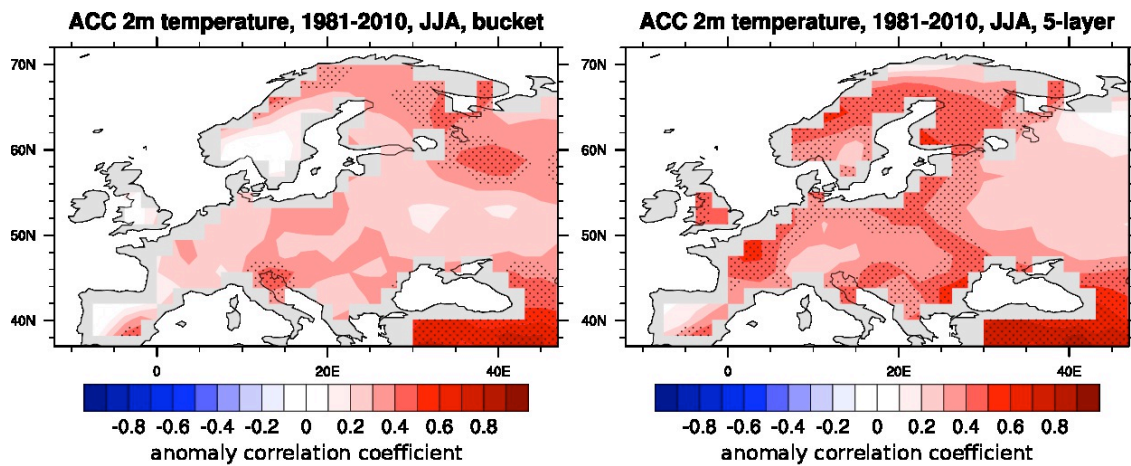 ACC 2m temperature, 1981-2010, JJA, bucket
70N
60N
50N
40N
0
20E
40E
-0.8 -0.6 -0.4 -0.2 0 0.2 0.4 0.6 0.8
anomaly correlation coefficient
ACC 2m temperature, 1981-2010, JJA, 5-layer
70N
60N
50N
40N
0
20E
40E
-0.8 -0.6 -0.4 -0.2 0 0.2 0.4 0.6 0.8
anomaly correlation coefficient